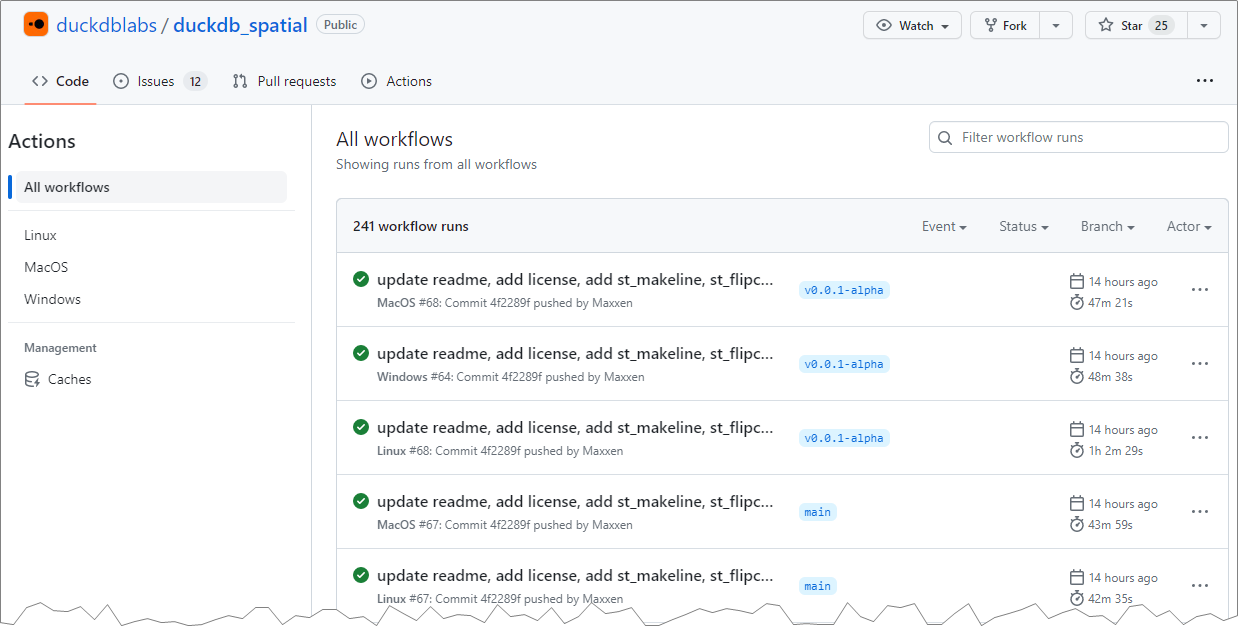 duckdblabs / duckdb_spatial Public Watch Fork Star 25
Code Issues 12 Pull requests Actions
Actions
All workflows
Linux
MacOS
Windows
Management
Caches
All workflows
Showing runs from all workflows
Filter workflow runs
241 workflow runs Event Status Branch Actor
update readme, add license, add st_makeline, st_flipc...
MacOS #68: Commit 4f2289f pushed by Maxxen
v0.0.1-alpha
14 hours ago
47m 21s
update readme, add license, add st_makeline, st_flipc...
Windows #64: Commit 4f2289f pushed by Maxxen
v0.0.1-alpha
14 hours ago
48m 38s
update readme, add license, add st_makeline, st_flipc...
Linux #68: Commit 4f2289f pushed by Maxxen
v0.0.1-alpha
14 hours ago
1h 2m 29s
update readme, add license, add st_makeline, st_flipc...
MacOS #67: Commit 4f2289f pushed by Maxxen
main
14 hours ago
43m 59s
update readme, add license, add st_makeline, st_flipc...
Linux #67: Commit 4f2289f pushed by Maxxen
main
14 hours ago
42m 35s